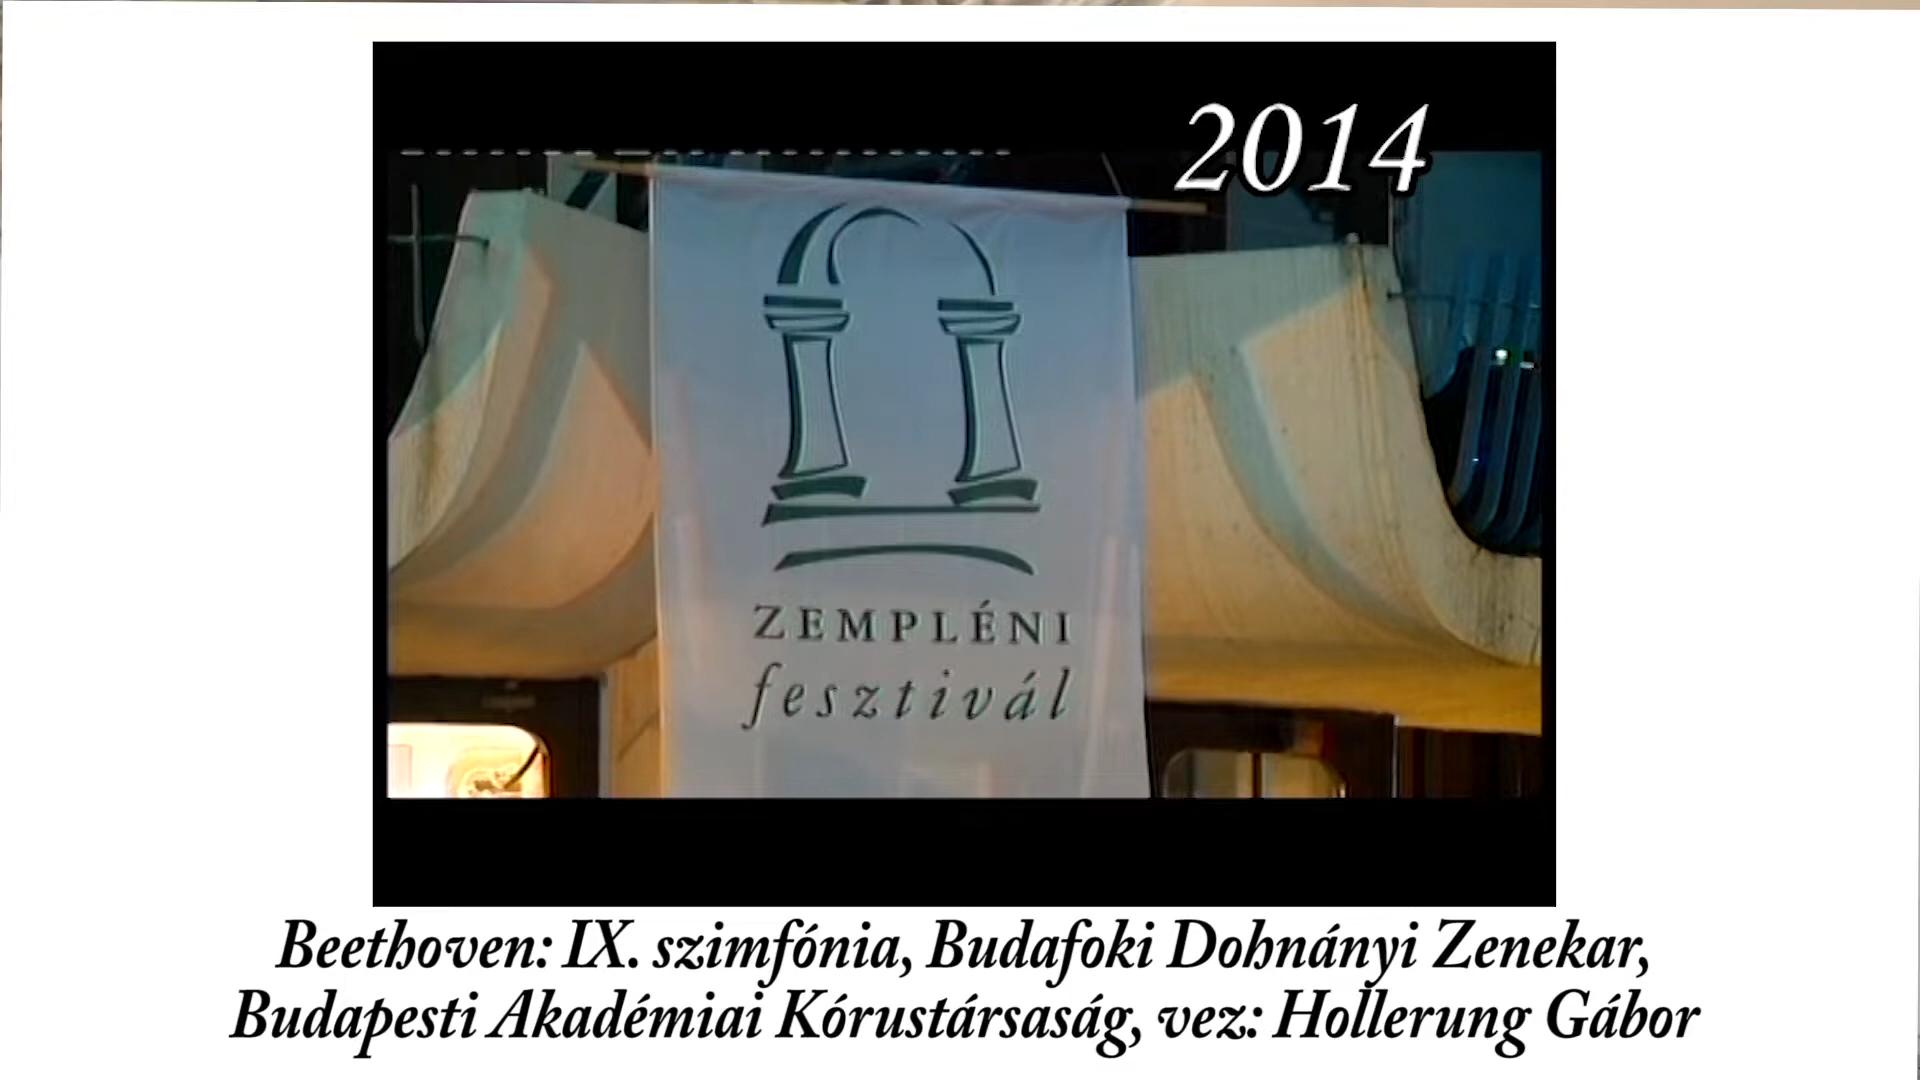 2014
ZEMPLÉNI
fesztivál
Beethoven: IX. szimfónia, Budafoki Dohnányi Zenekar,
Budapesti Akadémiai Kórustársaság, vez: Hollerung Gábor